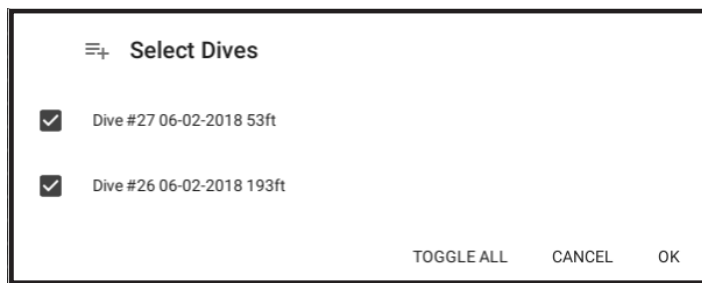 Select Dives
Dive #27 06-02-2018 53ft
Dive #26 06-02-2018 193ft
TOGGLE ALL CANCEL OK